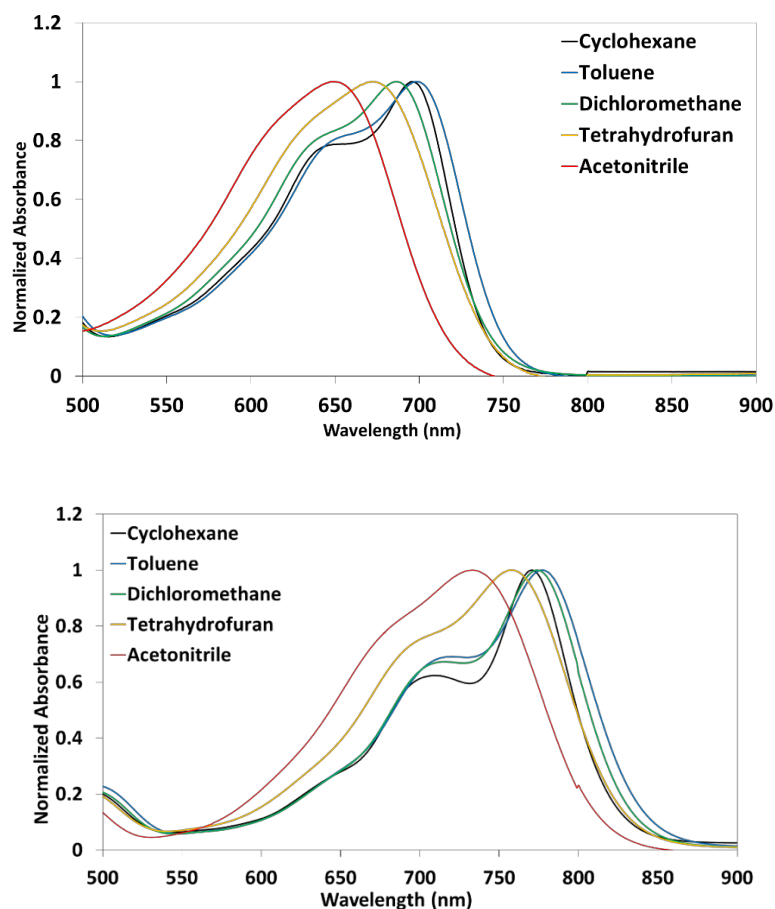 1.2
1
0.8
0.6
0.4
0.2
0
Normalized Absorbance
Cyclohexane
Toluene
Dichloromethane
Tetrahydrofuran
Acetonitrile
500 550 600 650 700 750 800 850 900
Wavelength (nm)
1.2
1
0.8
0.6
0.4
0.2
0
Normalized Absorbance
Cyclohexane
Toluene
Dichloromethane
Tetrahydrofuran
Acetonitrile
500 550 600 650 700 750 800 850 900
Wavelength (nm)